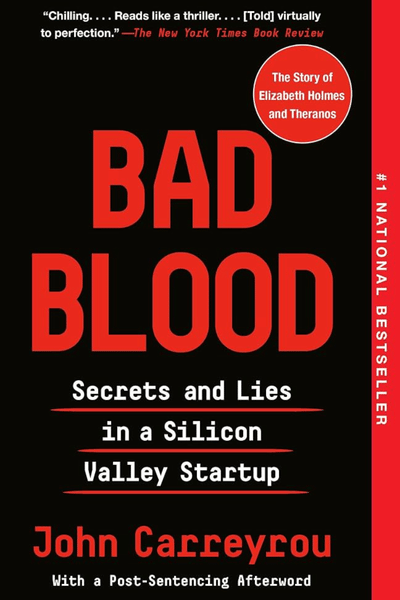 “Chilling. . . . Reads like a thriller. . . . [Told] virtually
to perfection.” —The New York Times Book Review
The Story of
Elizabeth Holmes
and Theranos
BAD
BLOOD
#1 NATIONAL BESTSELLER
Secrets and Lies
in a Silicon
Valley Startup
John Carreyrou
With a Post-Sentencing Afterword